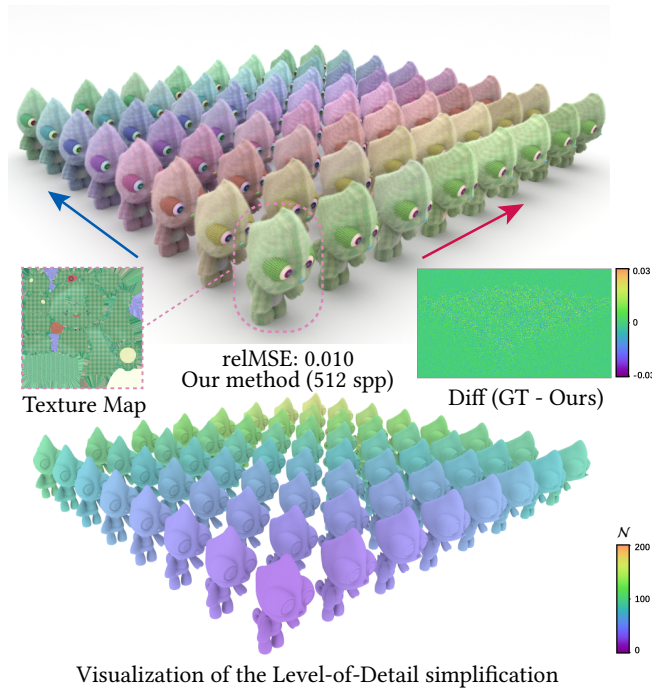 relMSE: 0.010
Our method (512 spp)
Texture Map
0.03
0
-0.03
Diff (GT - Ours)
N
200
100
0
Visualization of the Level-of-Detail simplification